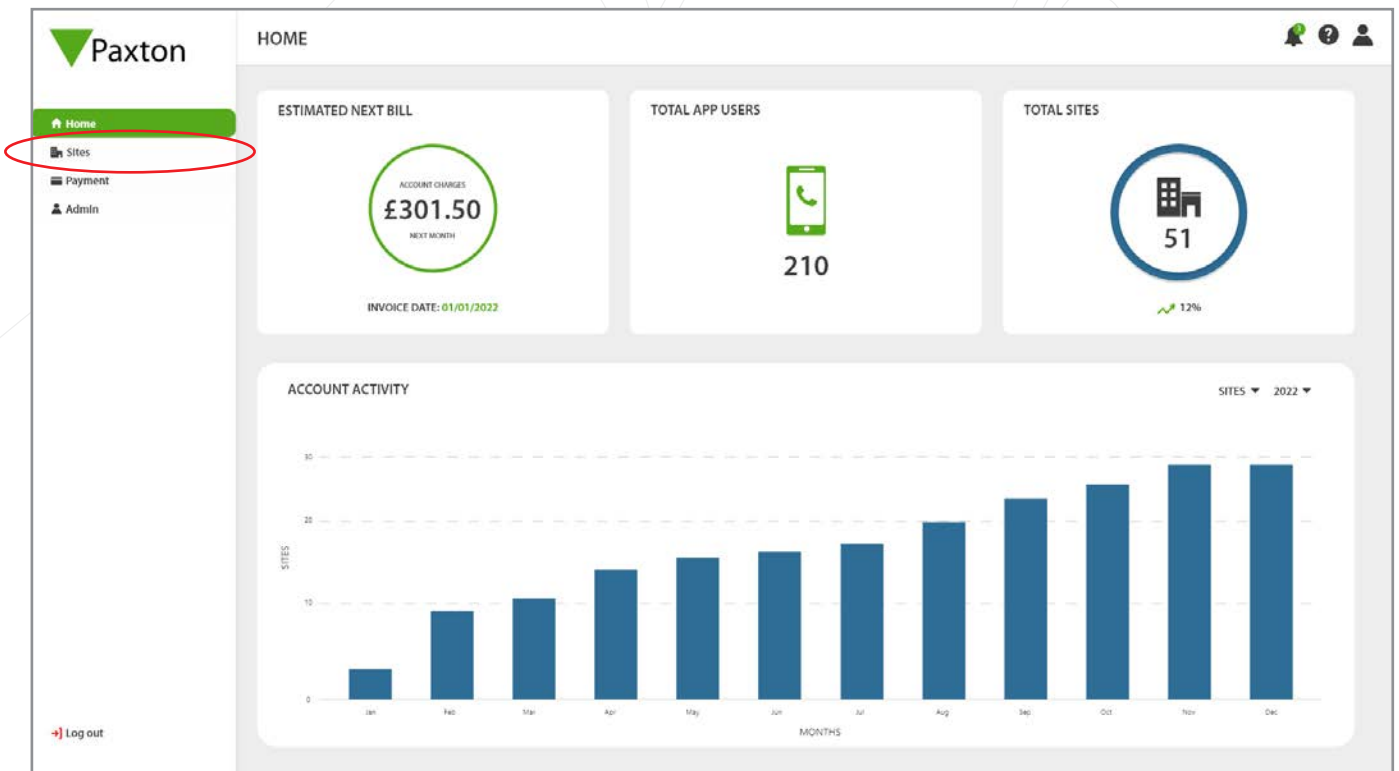 Paxton
HOME
3
Home
Sites
Payment
Admin
Log out
ESTIMATED NEXT BILL
ACCOUNT CHARGES
£301.50
NEXT MONTH
INVOICE DATE: 01/01/2022
TOTAL APP USERS
210
TOTAL SITES
51
12%
ACCOUNT ACTIVITY
SITES 2022
30
20
10
0
SITES
Jan Feb Mar Apr May Jun Jul Aug Sep Oct Nov Dec
MONTHS